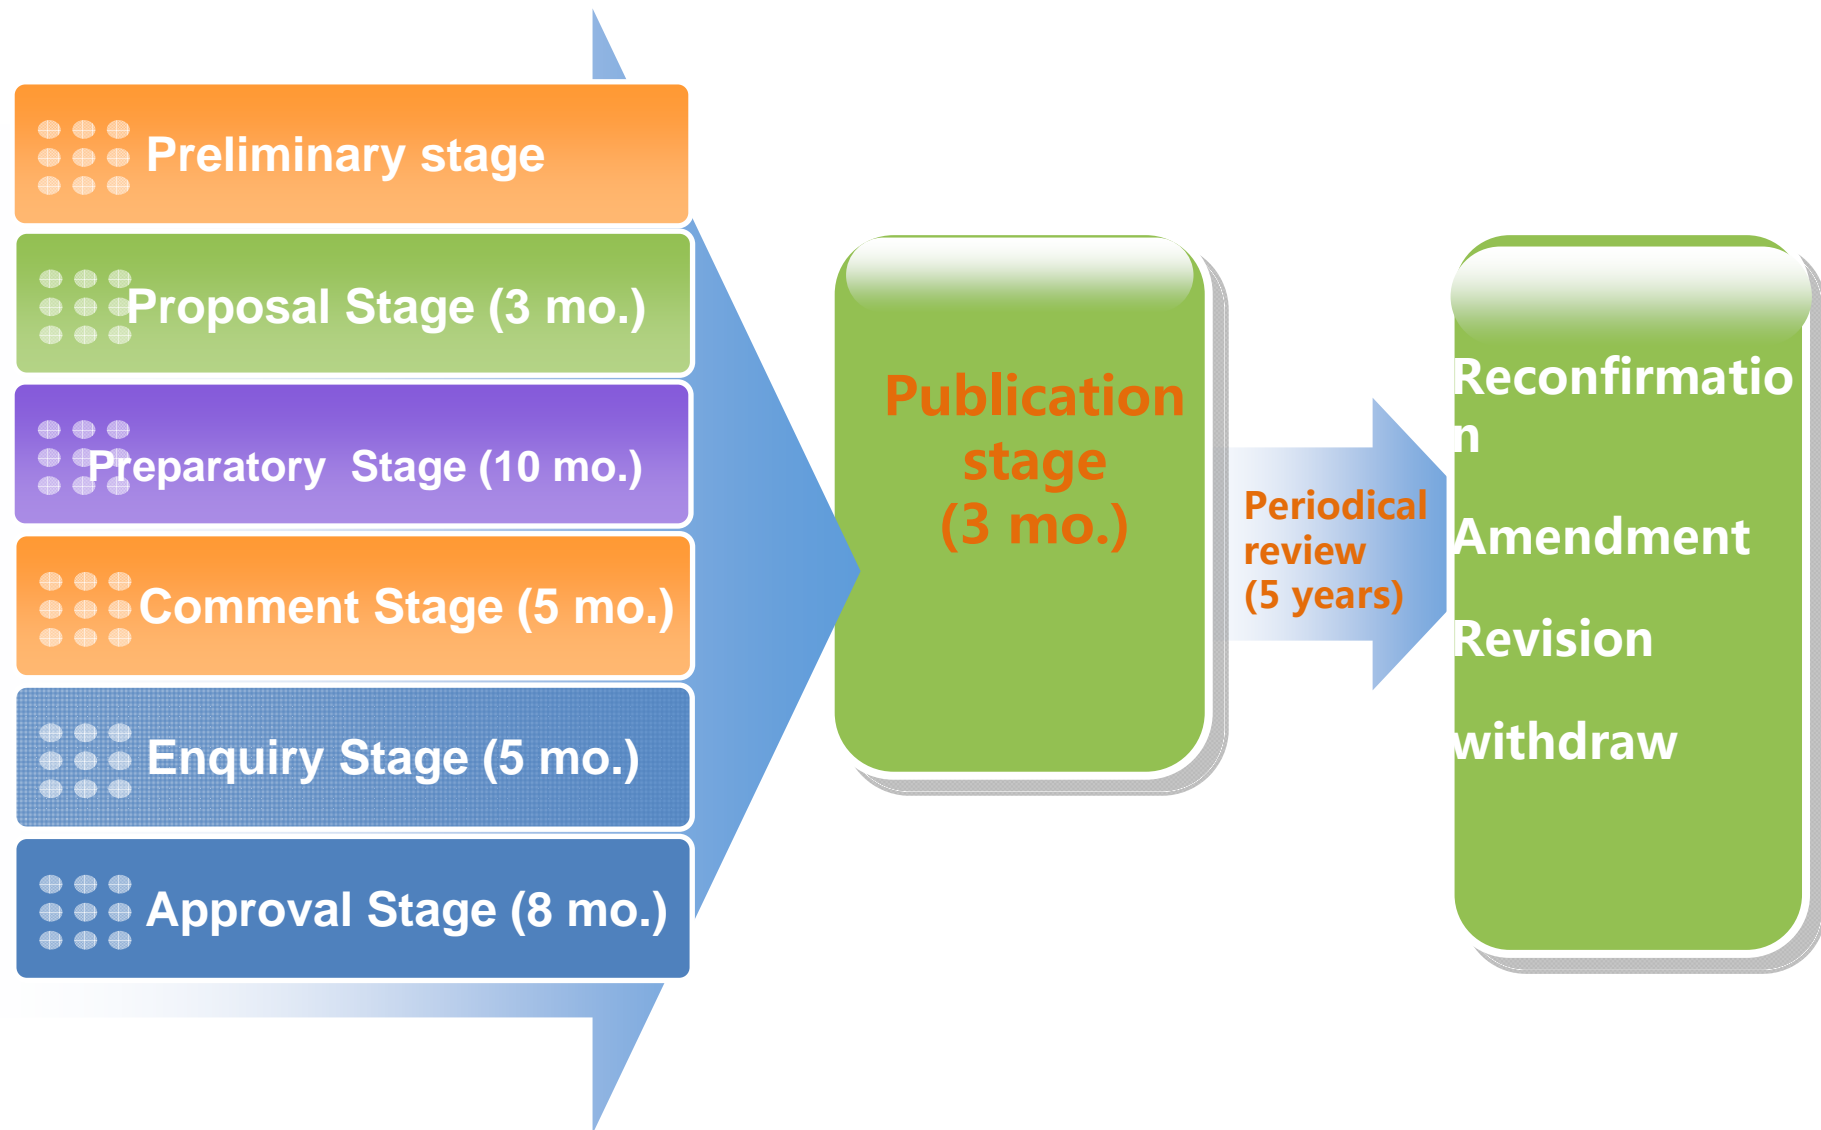 Preliminary stage
Proposal Stage (3 mo.)
Preparatory Stage (10 mo.)
Comment Stage (5 mo.)
Enquiry Stage (5 mo.)
Approval Stage (8 mo.)
Publication
stage
(3 mo.)
Periodical
review
(5 years)
Reconfirmatio
n
Amendment
Revision
withdraw